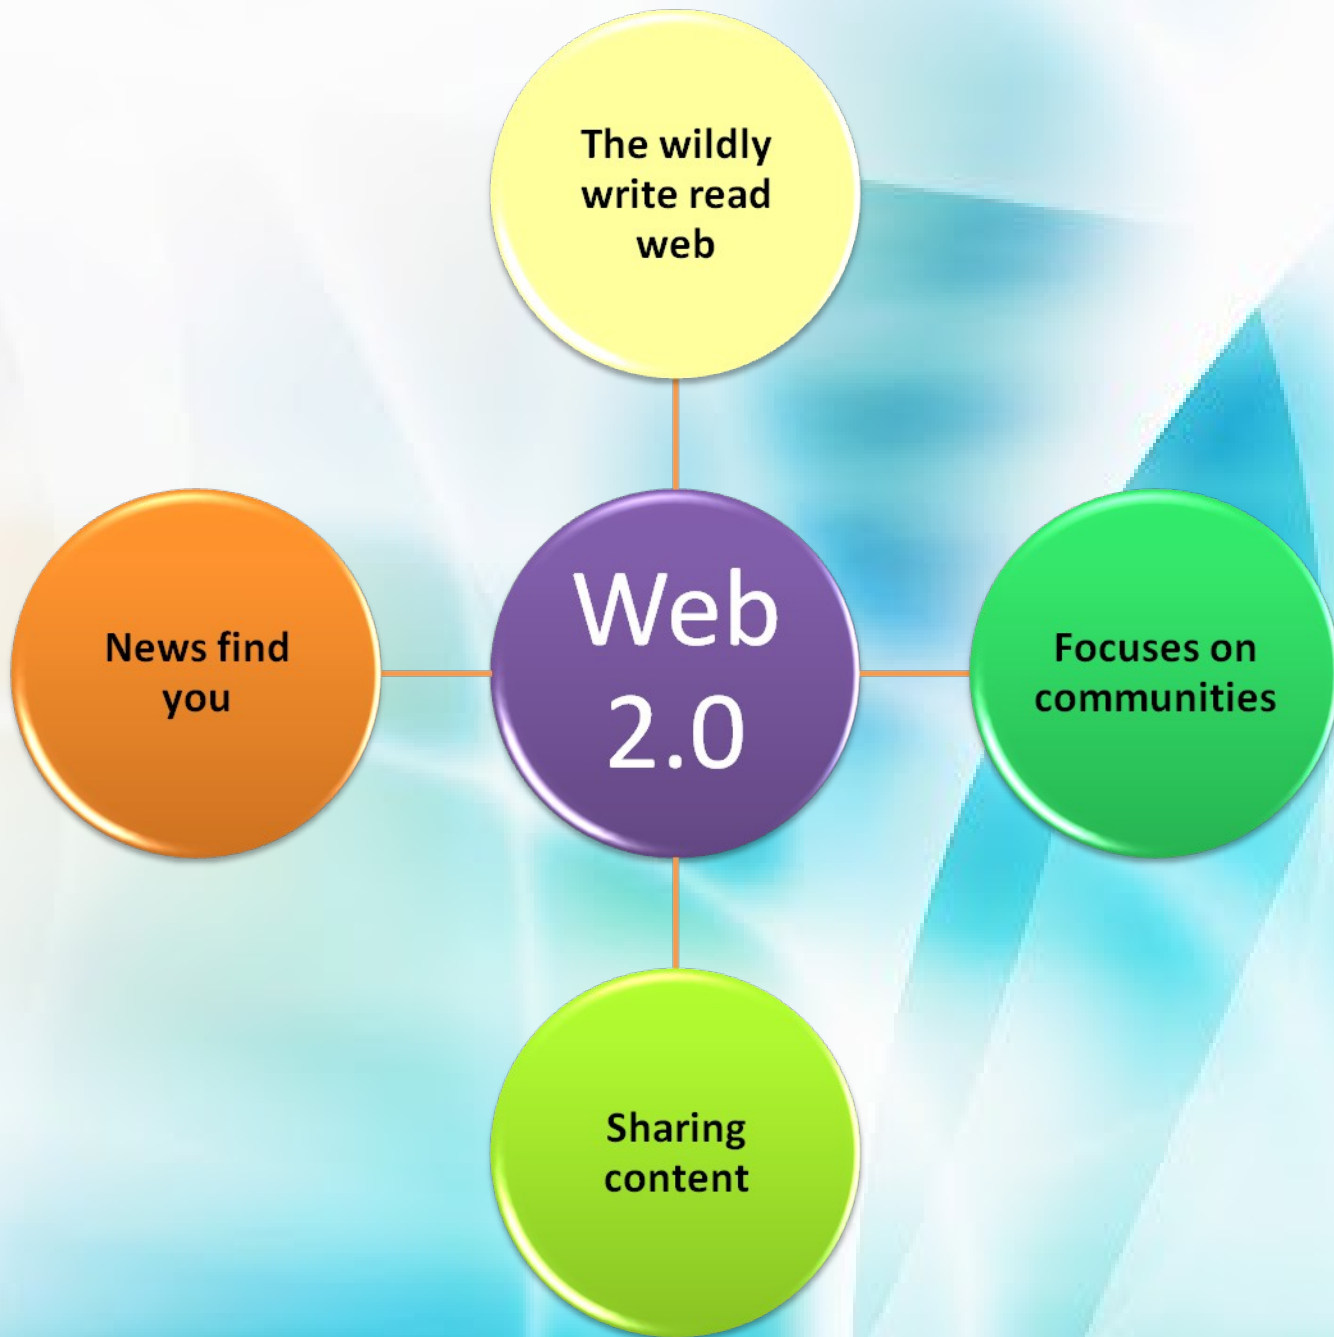 The wildly
write read
web
News find
you
Web
2.0
Focuses on
communities
Sharing
content